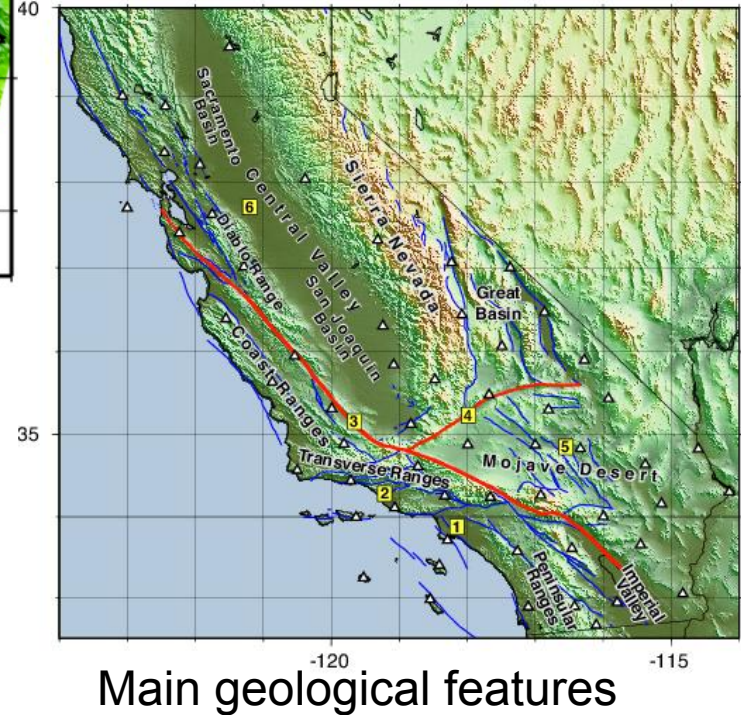 40
35
-120
-115
Sacramento
Basin
Central Valley
San Joaquin
Basin
Sierra Nevada
Diablo Range
Coast Ranges
Great
Basin
Transverse Ranges
Mojave Desert
Peninsular
Ranges
Imperial
Valley
6
3
4
5
2
1
Main geological features